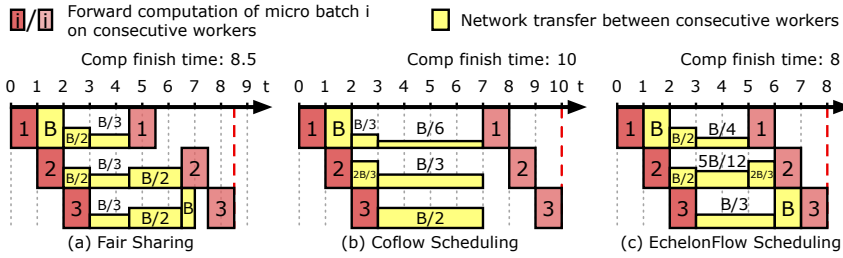 i/i Forward computation of micro batch i
on consecutive workers
Network transfer between consecutive workers
Comp finish time: 8.5
0 1 2 3 4 5 6 7 8 9 t
1 B B/2 B/3 1
2 B/2 B/3 B/2 2
3 B/3 B/2 B 3
(a) Fair Sharing
Comp finish time: 10
0 1 2 3 4 5 6 7 8 9 10 t
1 B B/3 B/6 1
2 2B/3 B/3 2
3 B/2 3
(b) Coflow Scheduling
Comp finish time: 8
0 1 2 3 4 5 6 7 8 t
1 B B/2 B/4 1
2 B/2 5B/12 2B/3 2
3 B/3 B 3
(c) EchelonFlow Scheduling